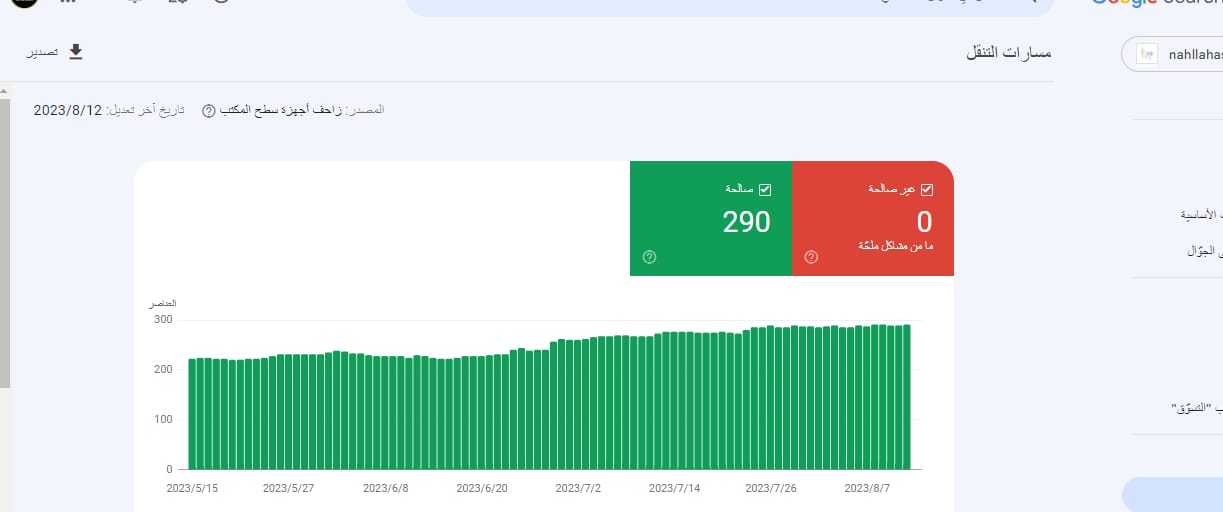 Google Search
nahllahas
مسارات التنقل
تصدير
المصدر: زاحف أجهزة سطح المكتب
تاريخ آخر تعديل: 2023/8/12
غير صالحة
0
ما من مشاكل ملحّة
صالحة
290
العناصر
300
200
100
0
2023/5/15 2023/5/27 2023/6/8 2023/6/20 2023/7/2 2023/7/14 2023/7/26 2023/8/7
الأساسية
الجوّال
"التسوّق"